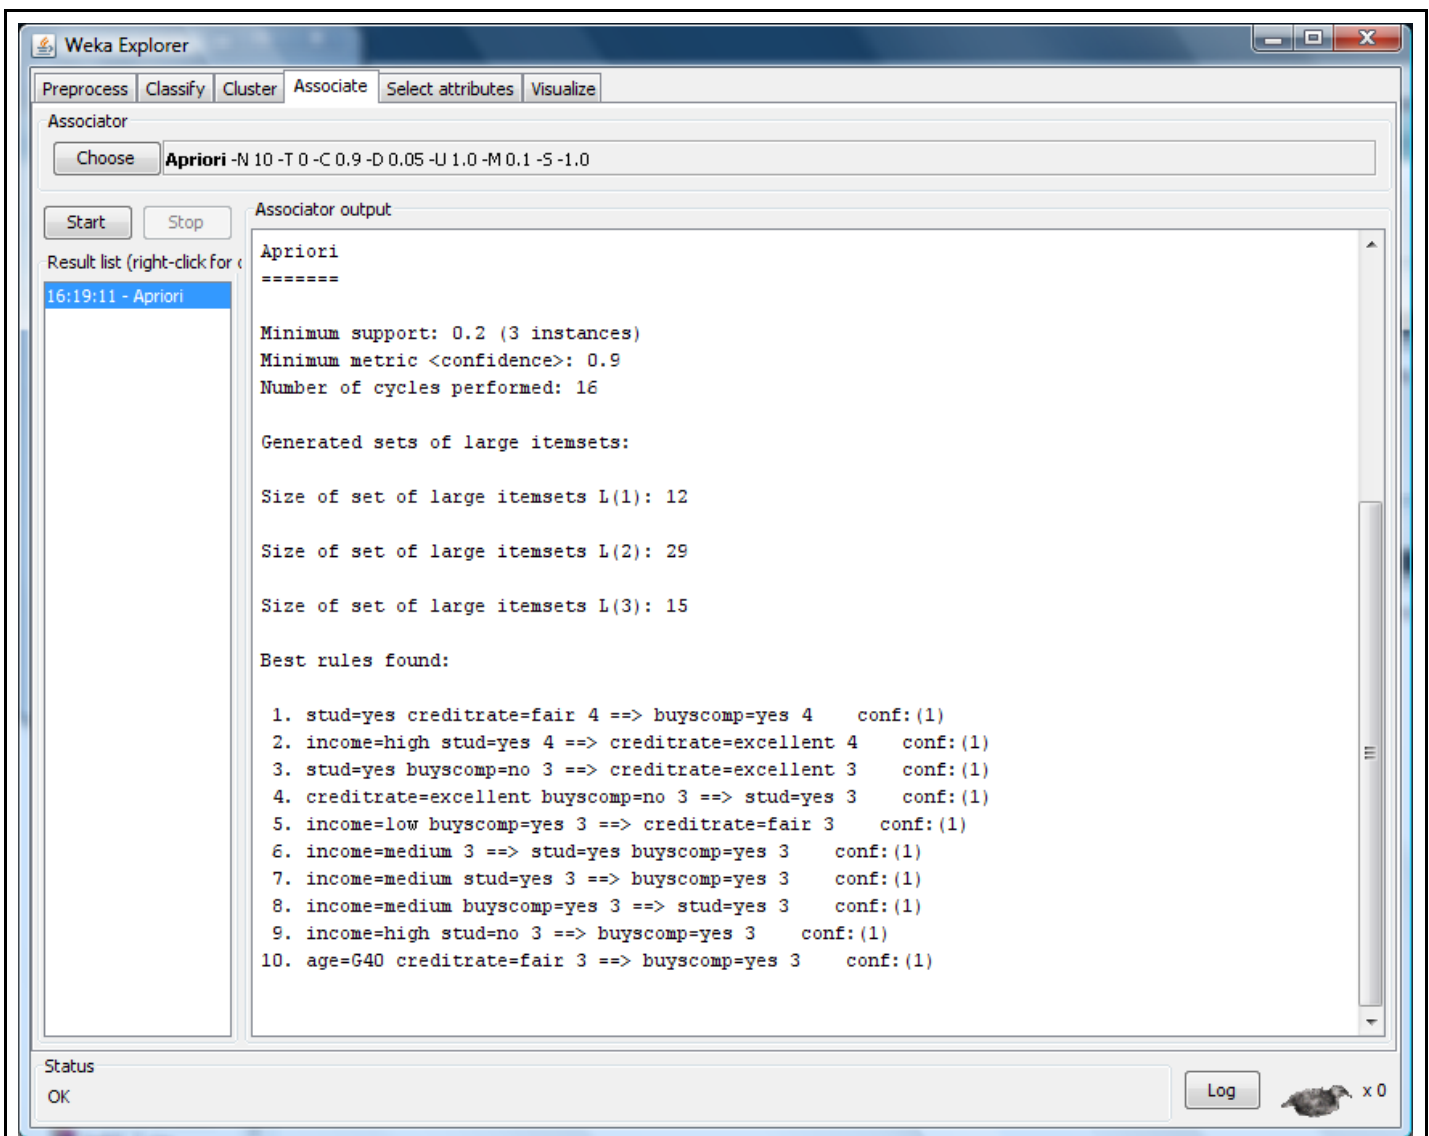 Weka Explorer
Preprocess Classify Cluster Associate Select attributes Visualize
Associator
Choose Apriori -N 10 -T 0 -C 0.9 -D 0.05 -U 1.0 -M 0.1 -S -1.0
Start Stop
Result list (right-click for
16:19:11 - Apriori
Associator output
Apriori
=======
Minimum support: 0.2 (3 instances)
Minimum metric <confidence>: 0.9
Number of cycles performed: 16
Generated sets of large itemsets:
Size of set of large itemsets L(1): 12
Size of set of large itemsets L(2): 29
Size of set of large itemsets L(3): 15
Best rules found:
1. stud=yes creditrate=fair 4 ==> buyscomp=yes 4 conf:(1)
2. income=high stud=yes 4 ==> creditrate=excellent 4 conf:(1)
3. stud=yes buyscomp=no 3 ==> creditrate=excellent 3 conf:(1)
4. creditrate=excellent buyscomp=no 3 ==> stud=yes 3 conf:(1)
5. income=low buyscomp=yes 3 ==> creditrate=fair 3 conf:(1)
6. income=medium 3 ==> stud=yes buyscomp=yes 3 conf:(1)
7. income=medium stud=yes 3 ==> buyscomp=yes 3 conf:(1)
8. income=medium buyscomp=yes 3 ==> stud=yes 3 conf:(1)
9. income=high stud=no 3 ==> buyscomp=yes 3 conf:(1)
10. age=G40 creditrate=fair 3 ==> buyscomp=yes 3 conf:(1)
Status
OK
Log x 0